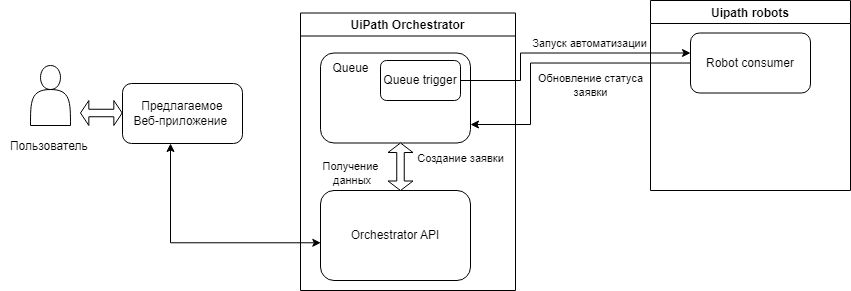 UiPath Orchestrator
Uipath robots
Queue
Queue trigger
Запуск автоматизации
Robot consumer
Обновление статуса
заявки
Предлагаемое
Веб-приложение
Пользователь
Получение
данных
Создание заявки
Orchestrator API